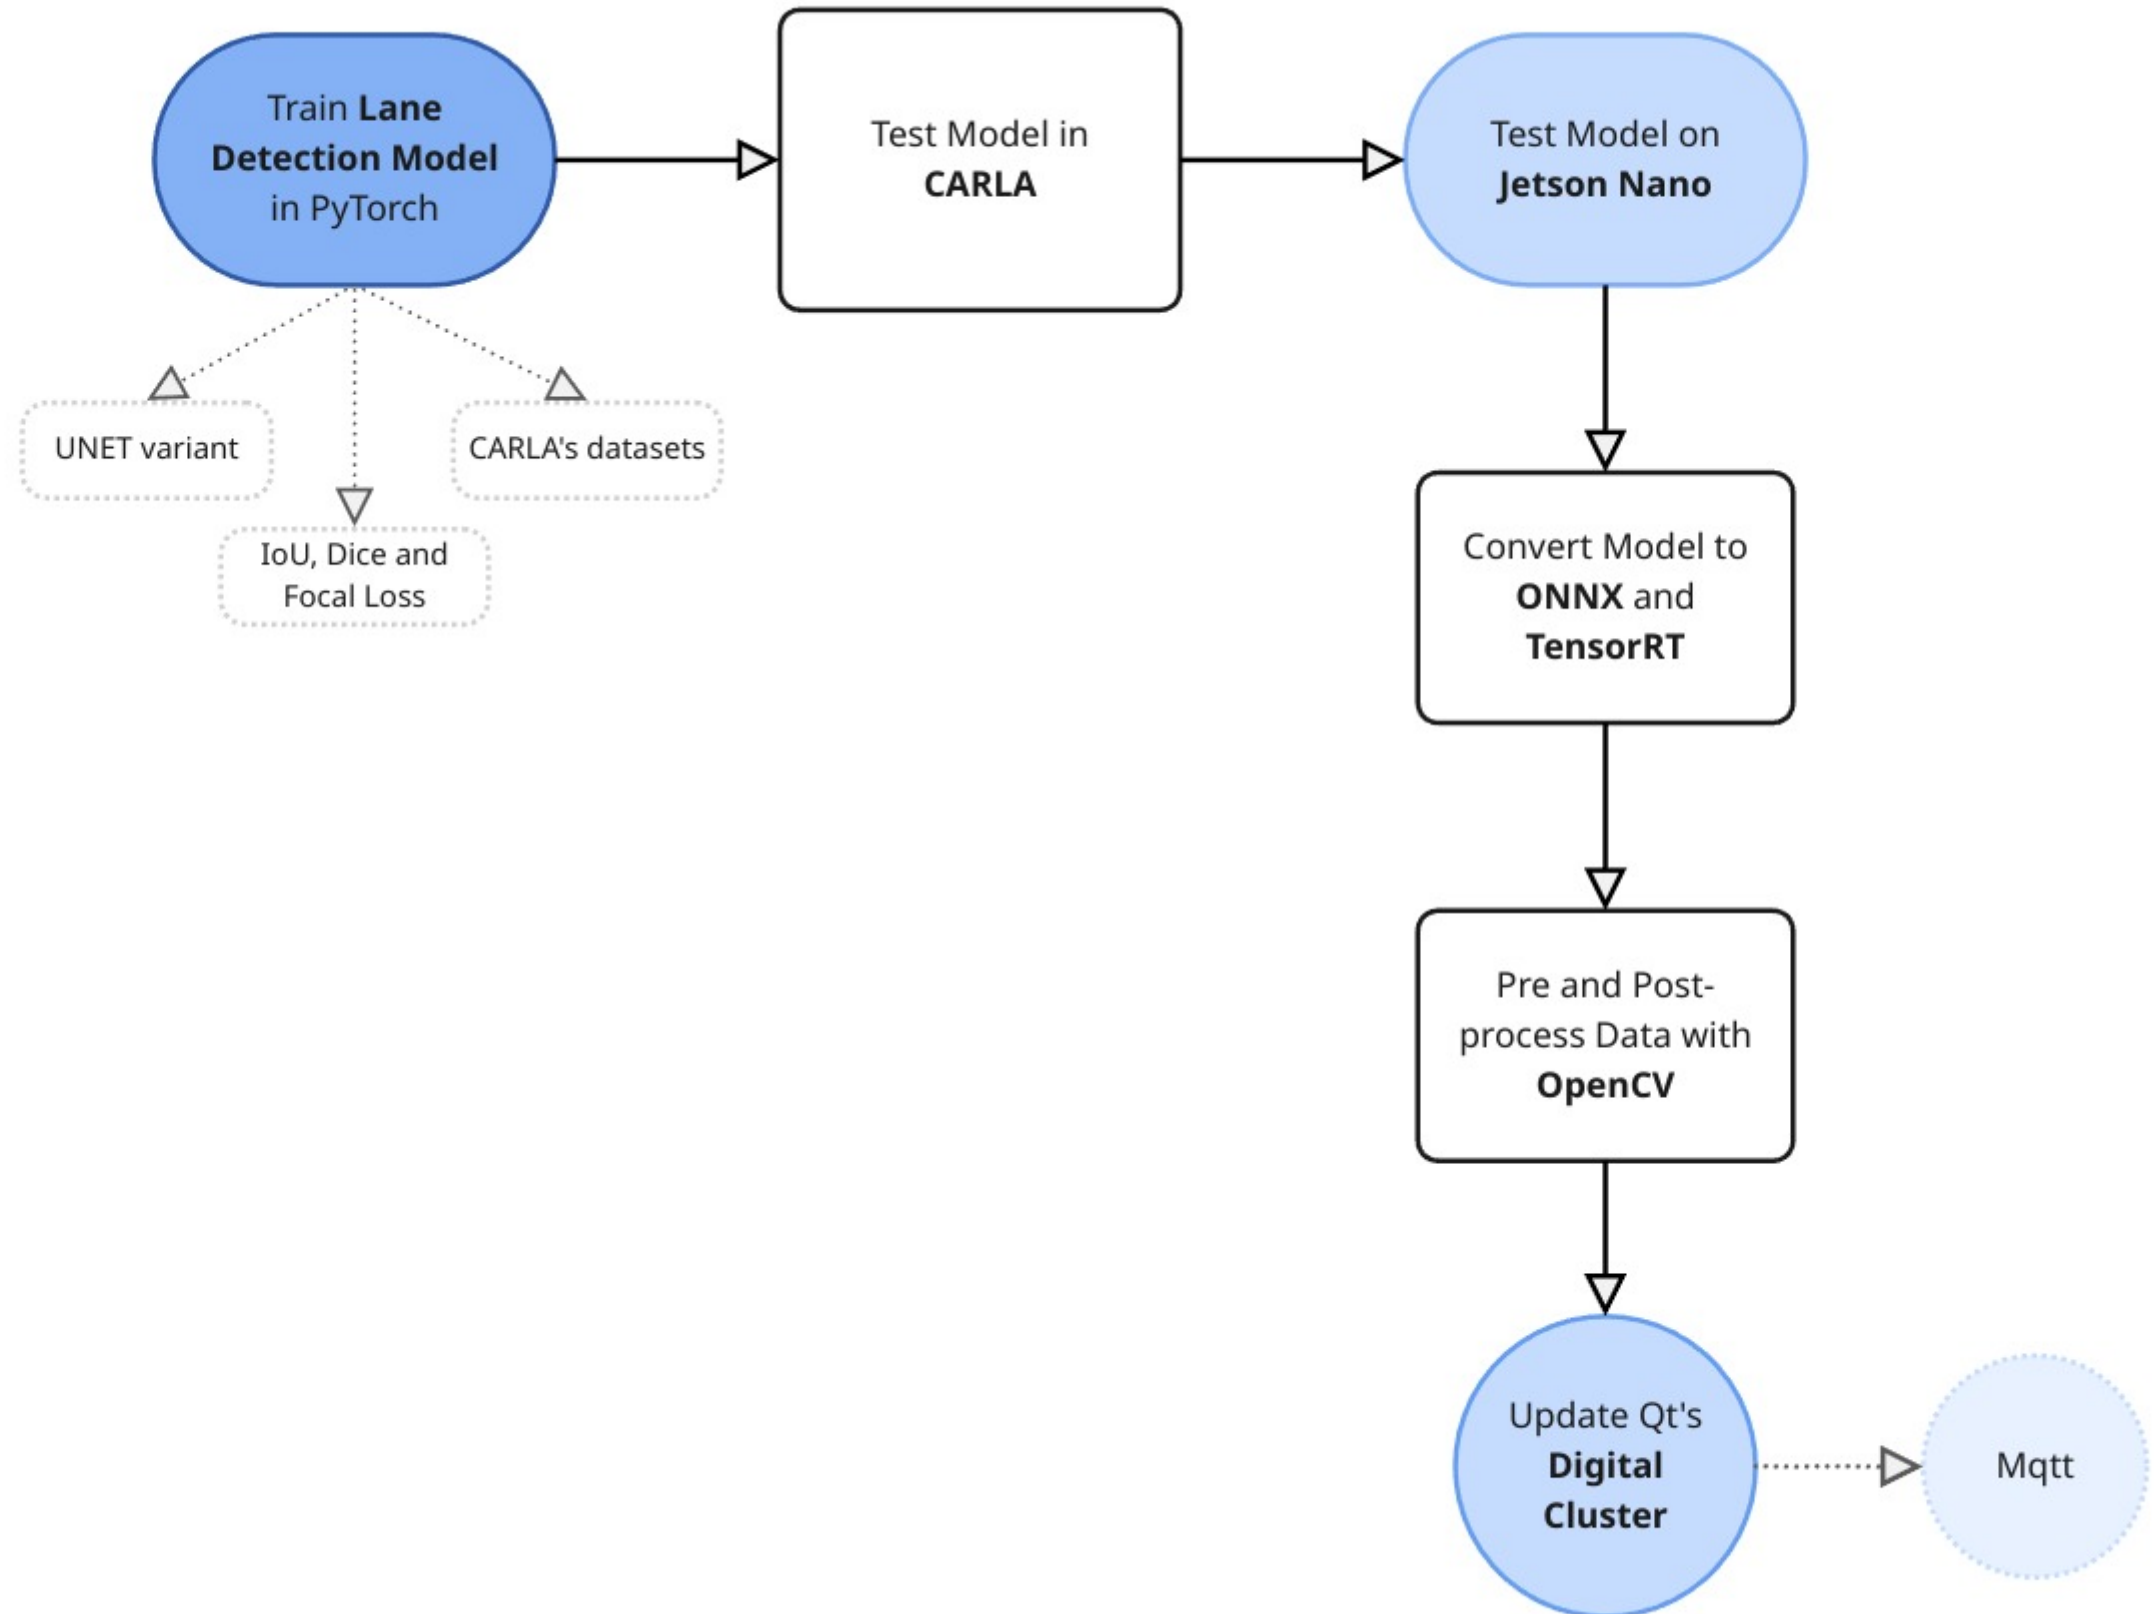 Train Lane
Detection Model
in PyTorch
Test Model in
CARLA
Test Model on
Jetson Nano
UNET variant
CARLA's datasets
IoU, Dice and
Focal Loss
Convert Model to
ONNX and
TensorRT
Pre and Post-
process Data with
OpenCV
Update Qt's
Digital
Cluster
Mqtt